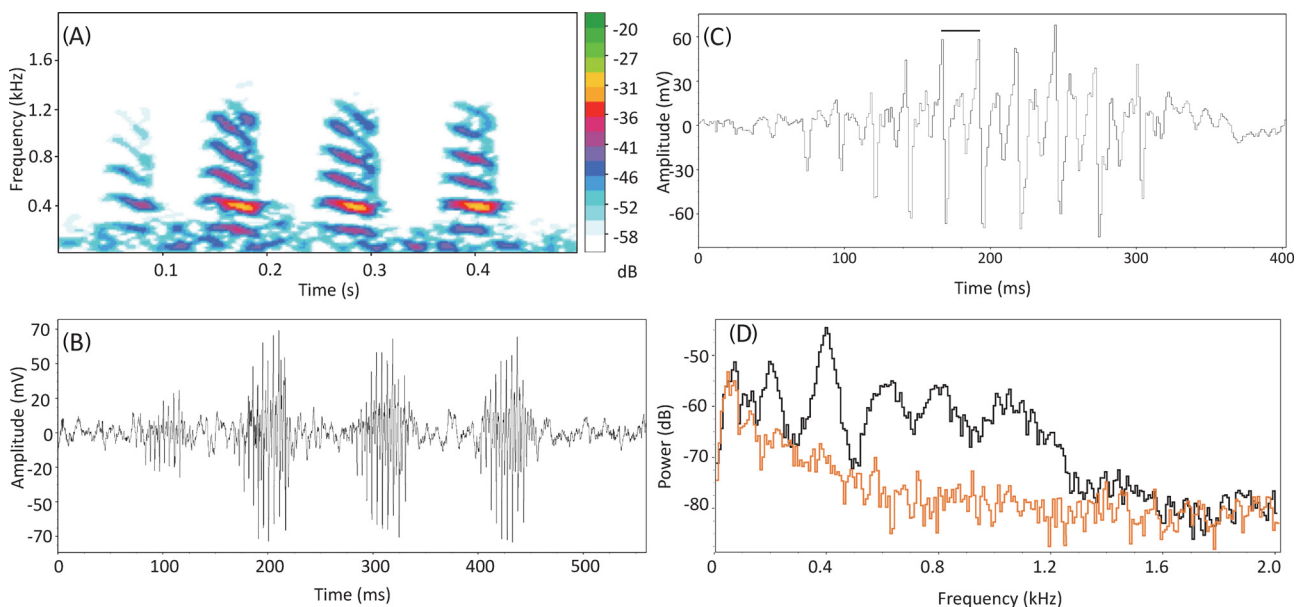 (A)
Frequency (kHz)
1.6
1.2
0.8
0.4
0.1 0.2 0.3 0.4
Time (s)
-20
-27
-31
-36
-41
-46
-52
-58
dB
(C)
Amplitude (mV)
60
30
0
-30
-60
0 100 200 300 400
Time (ms)
(B)
Amplitude (mV)
70
50
20
0
-20
-50
-70
0 100 200 300 400 500
Time (ms)
(D)
Power (dB)
-50
-60
-70
-80
0 0.4 0.8 1.2 1.6 2.0
Frequency (kHz)